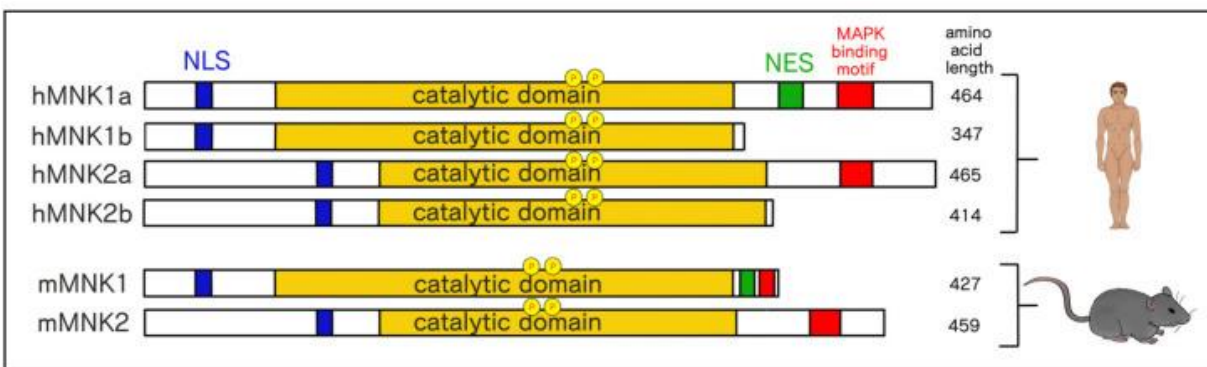 NLS
NES
MAPK
binding
motif
amino
acid
length
hMNK1a
P P
catalytic domain
464
hMNK1b
P P
catalytic domain
347
hMNK2a
P P
catalytic domain
465
hMNK2b
P P
catalytic domain
414
mMNK1
P P
catalytic domain
427
mMNK2
P P
catalytic domain
459